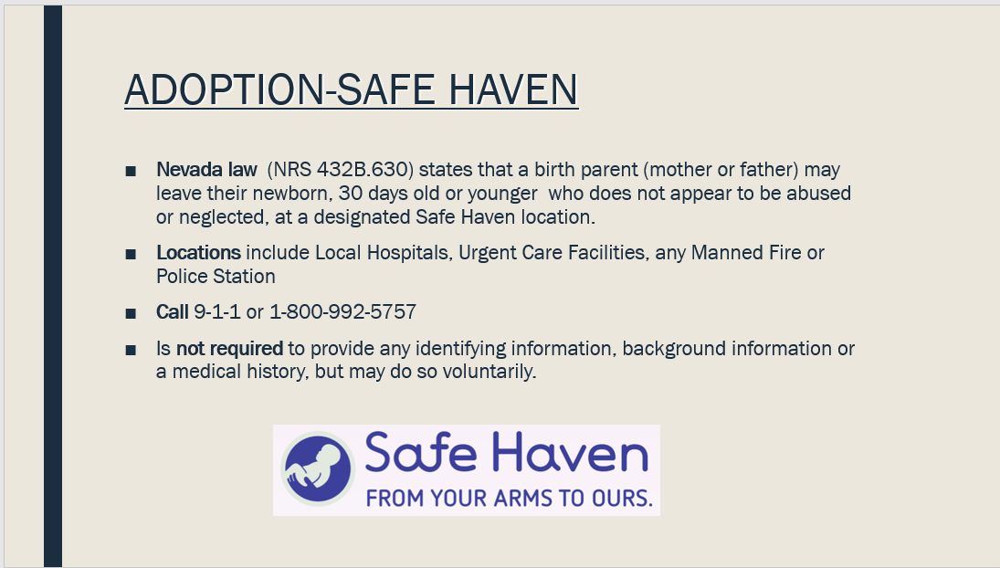 ADOPTION-SAFE HAVEN
■ Nevada law (NRS 432B.630) states that a birth parent (mother or father) may
leave their newborn, 30 days old or younger who does not appear to be abused
or neglected, at a designated Safe Haven location.
■ Locations include Local Hospitals, Urgent Care Facilities, any Manned Fire or
Police Station
■ Call 9-1-1 or 1-800-992-5757
■ Is not required to provide any identifying information, background information or
a medical history, but may do so voluntarily.
Safe Haven
FROM YOUR ARMS TO OURS.